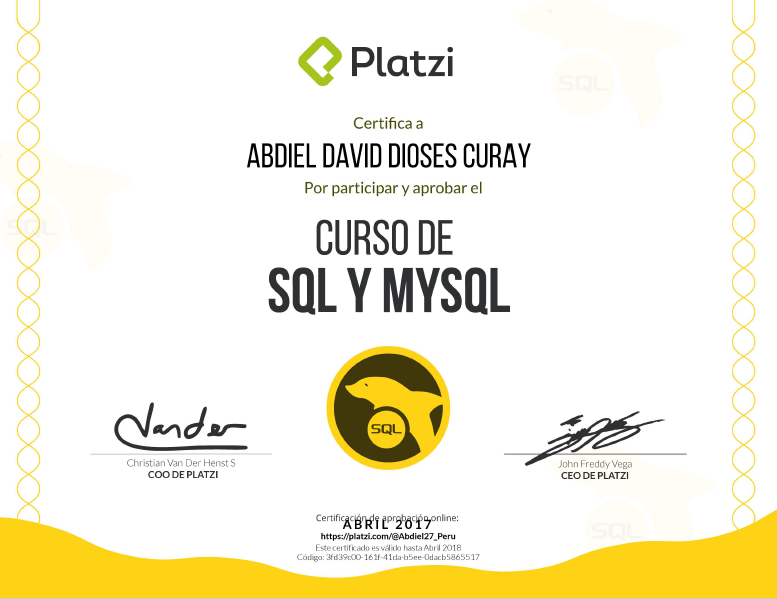 Platzi
Certifica a
ABDIEL DAVID DIOSES CURAY
Por participar y aprobar el
CURSO DE
SQL Y MYSQL
SQL
SQL
SQL
Vander
Christian Van Der Henst S
COO DE PLATZI
John Freddy Vega
CEO DE PLATZI
SQL
Certificación de aprobación online:
ABRIL 2017
https://platzi.com/@Abdiel27_Peru
Este certificado es válido hasta Abril 2018
Código: 3fd39c00-161f-41da-b5ee-0dacb5865517